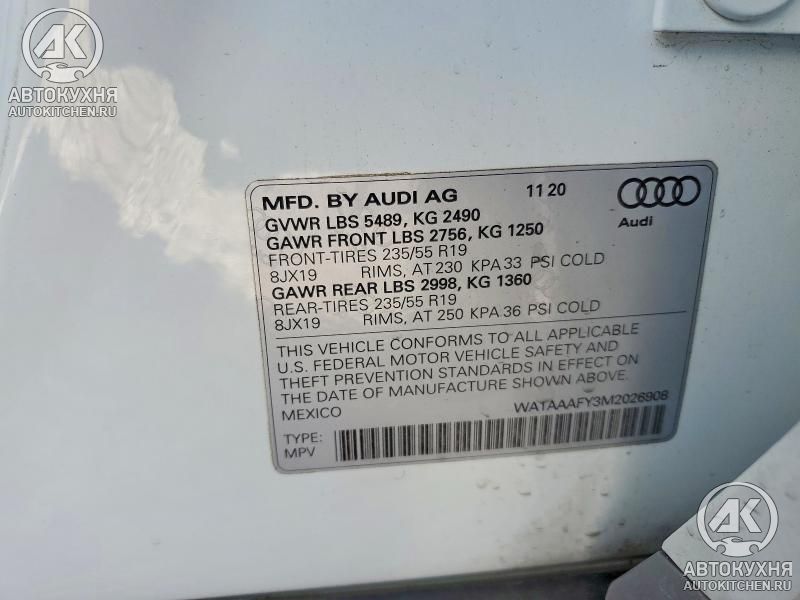 AK
АВТОКУХНЯ
AUTOKITCHEN.RU
MFD. BY AUDI AG 11 20
GVWR LBS 5489, KG 2490
GAWR FRONT LBS 2756, KG 1250
FRONT-TIRES 235/55 R19
8JX19 RIMS, AT 230 KPA 33 PSI COLD
GAWR REAR LBS 2998, KG 1360
REAR-TIRES 235/55 R19
8JX19 RIMS, AT 250 KPA 36 PSI COLD
Audi
THIS VEHICLE CONFORMS TO ALL APPLICABLE
U.S. FEDERAL MOTOR VEHICLE SAFETY AND
THEFT PREVENTION STANDARDS IN EFFECT ON
THE DATE OF MANUFACTURE SHOWN ABOVE.
MEXICO WATAAAFY3M2026908
TYPE:
MPV
AK
АВТОКУХНЯ
AUTOKITCHEN.RU